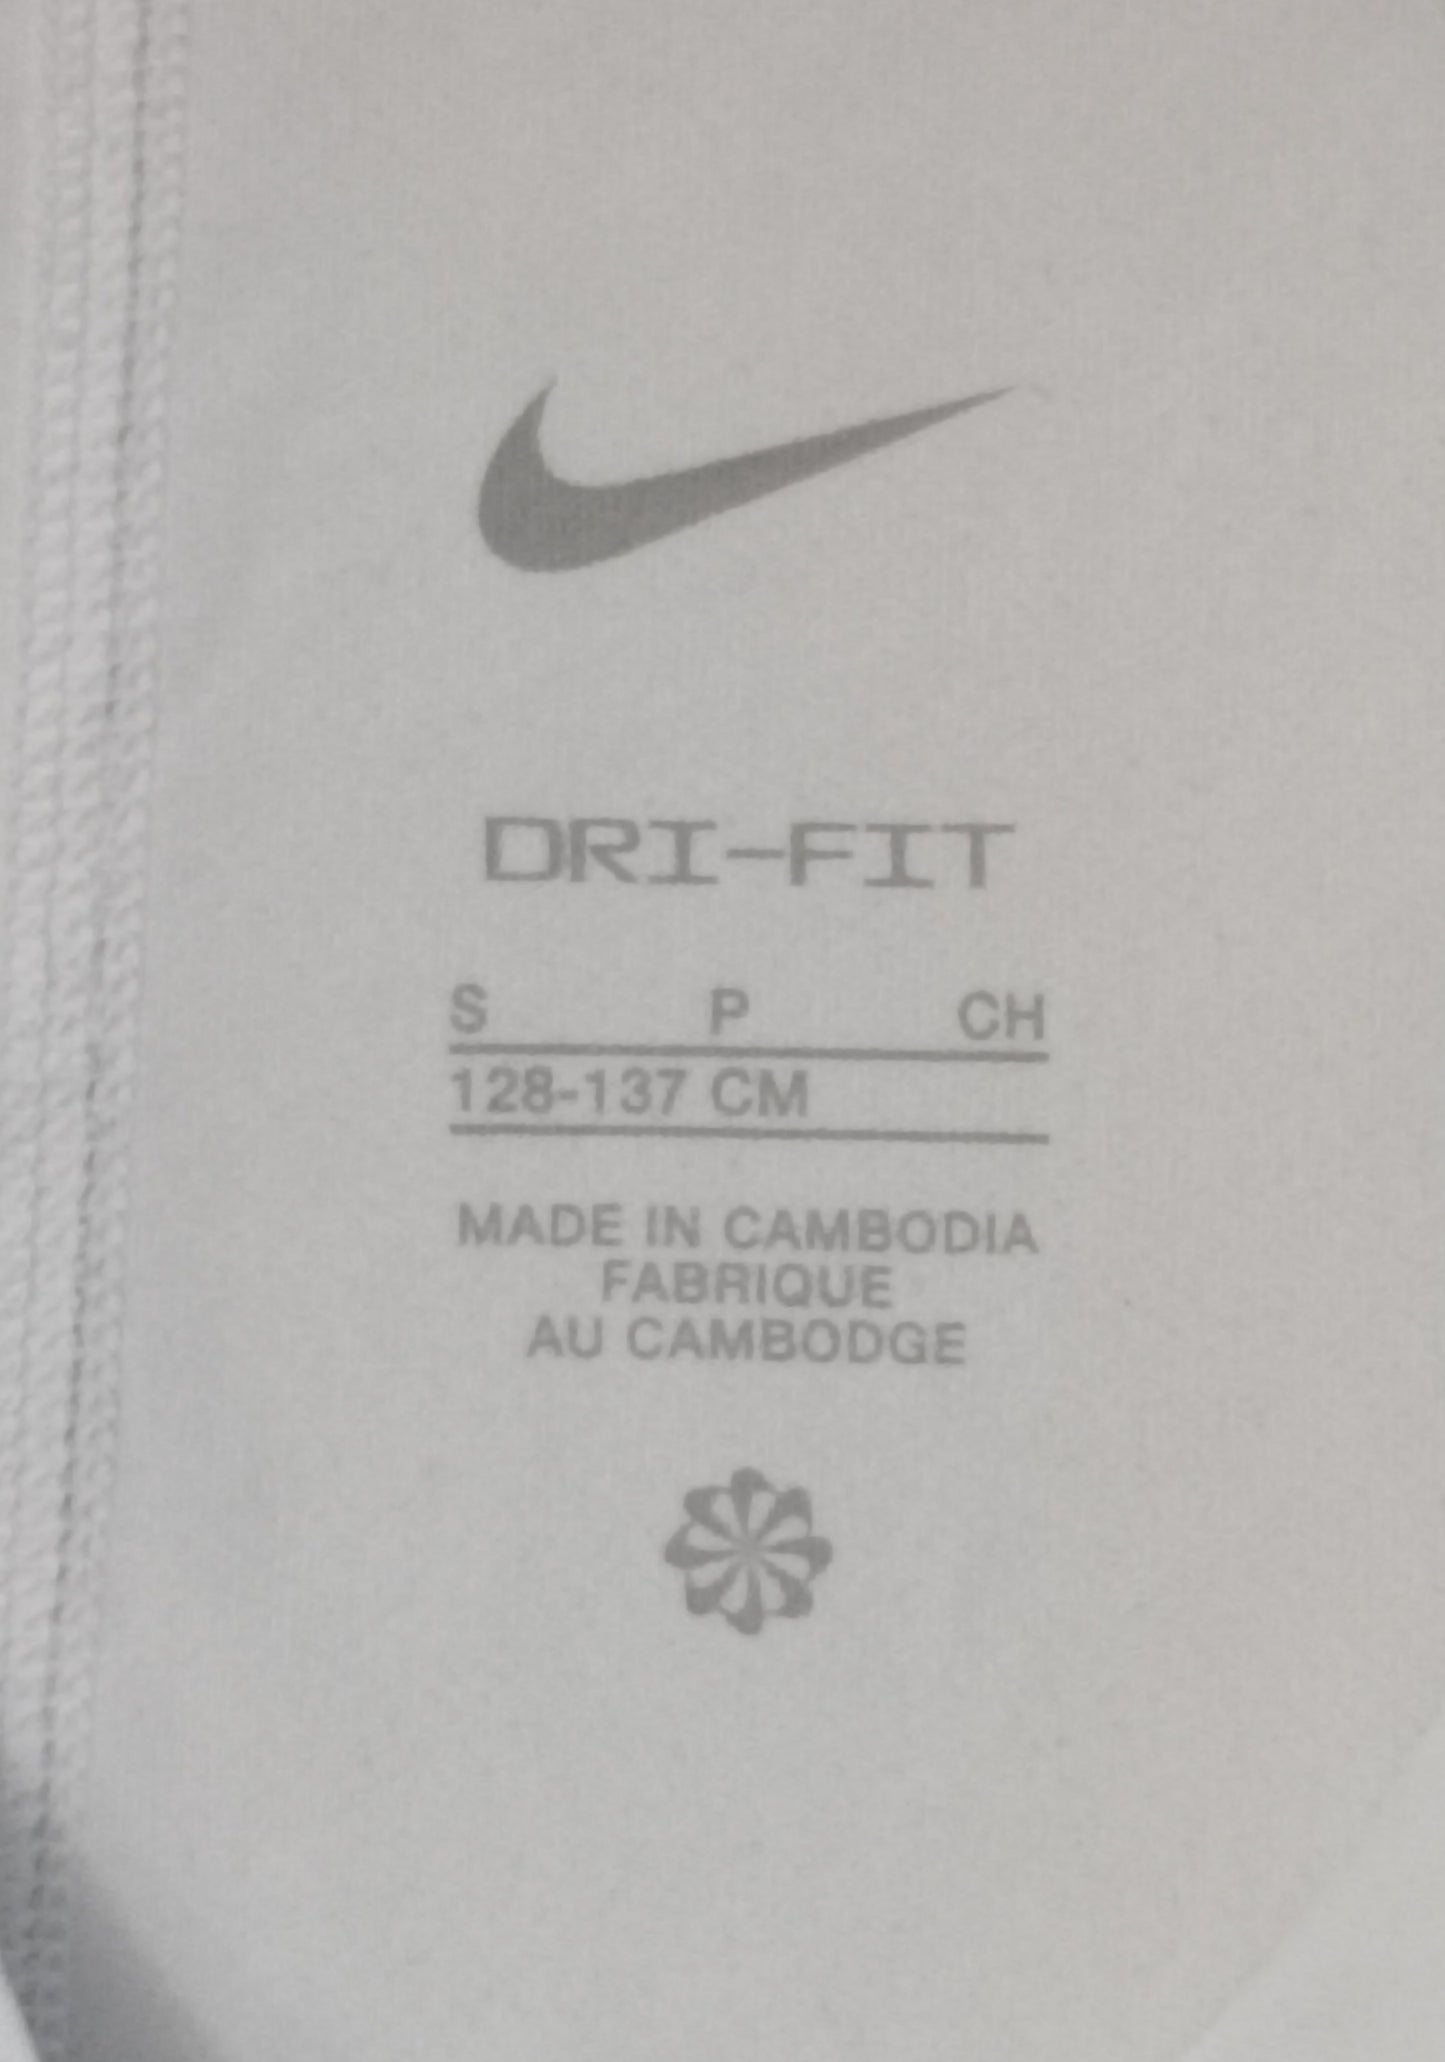 DRI-FIT
S P CH
128-137 CM
MADE IN CAMBODIA
FABRIQUE
AU CAMBODGE